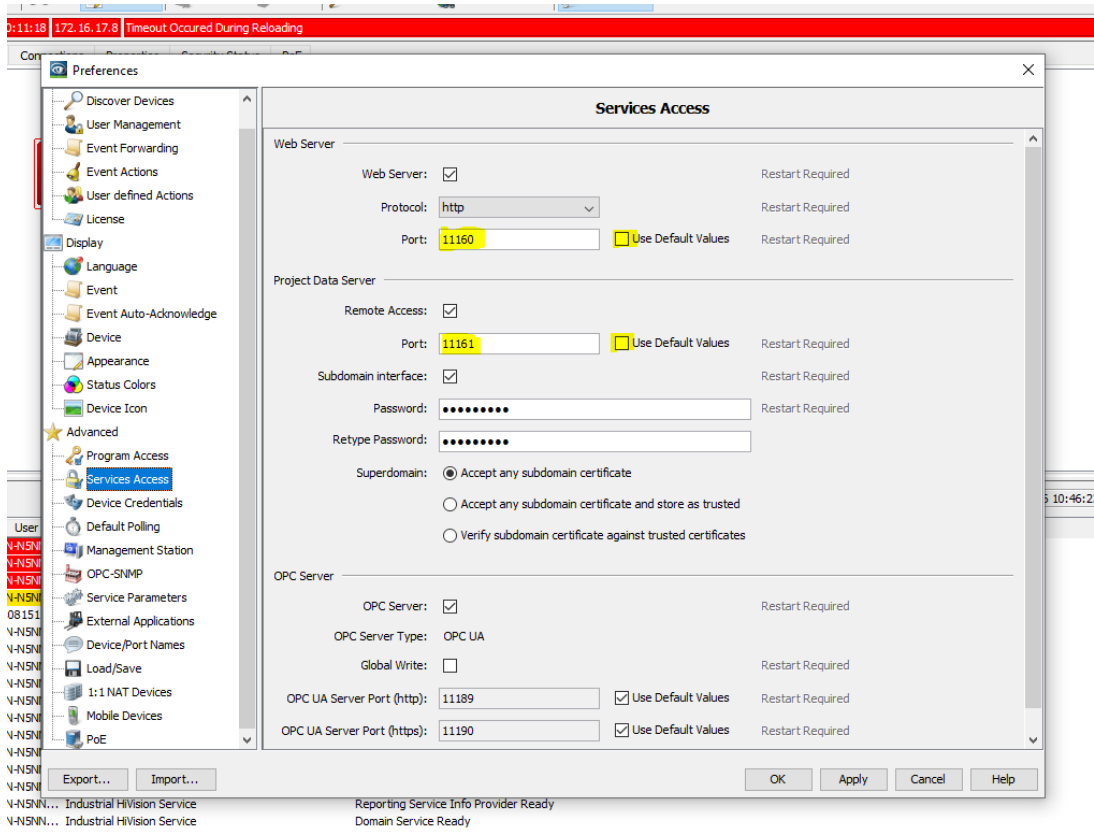 0:11:18 172.16.17.8 Timeout Occured During Reloading
Preferences
Discover Devices
User Management
Event Forwarding
Event Actions
User defined Actions
License
Display
Language
Event
Event Auto-Acknowledge
Device
Appearance
Status Colors
Device Icon
Advanced
Program Access
Services Access
Device Credentials
Default Polling
Management Station
OPC-SNMP
Service Parameters
External Applications
Device/Port Names
Load/Save
1:1 NAT Devices
Mobile Devices
PoE
Services Access
Web Server
Web Server: Restart Required
Protocol: http Restart Required
Port: 11160 Use Default Values Restart Required
Project Data Server
Remote Access:
Port: 11161 Use Default Values Restart Required
Subdomain interface: Restart Required
Password: ●●●●●●●●● Restart Required
Retype Password: ●●●●●●●●●
Superdomain: Accept any subdomain certificate
Accept any subdomain certificate and store as trusted
Verify subdomain certificate against trusted certificates
OPC Server
OPC Server: Restart Required
OPC Server Type: OPC UA
Global Write: Restart Required
OPC UA Server Port (http): 11189 Use Default Values Restart Required
OPC UA Server Port (https): 11190 Use Default Values Restart Required
Export... Import... OK Apply Cancel Help
10:46:2
User
08151
N-N5NN... Industrial HiVision Service Reporting Service Info Provider Ready
N-N5NN... Industrial HiVision Service Domain Service Ready